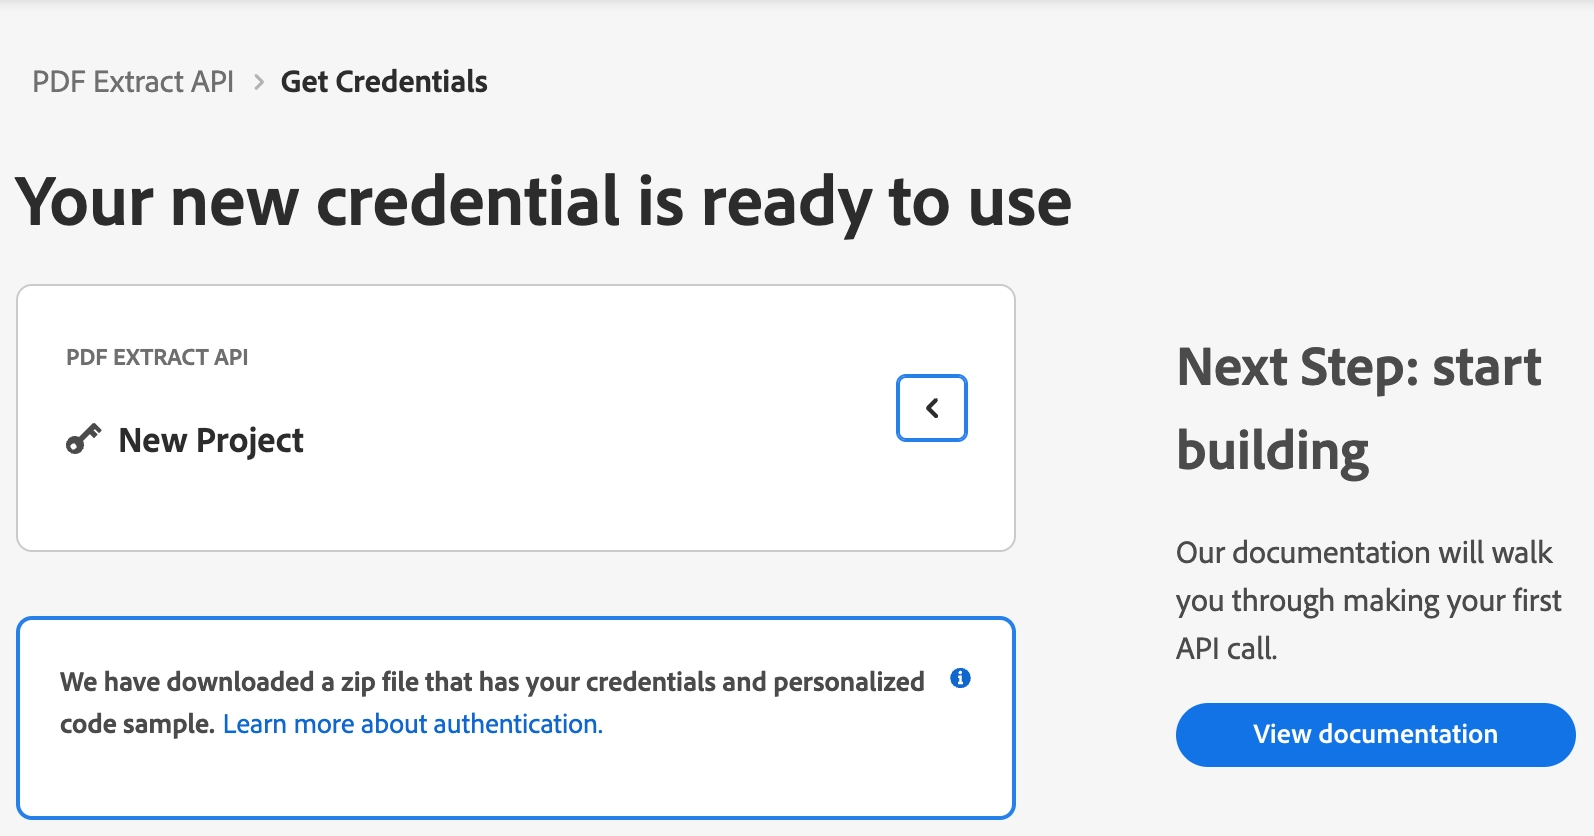 PDF Extract API > Get Credentials
Your new credential is ready to use
PDF EXTRACT API
New Project
We have downloaded a zip file that has your credentials and personalized
code sample. Learn more about authentication.
Next Step: start
building
Our documentation will walk
you through making your first
API call.
View documentation